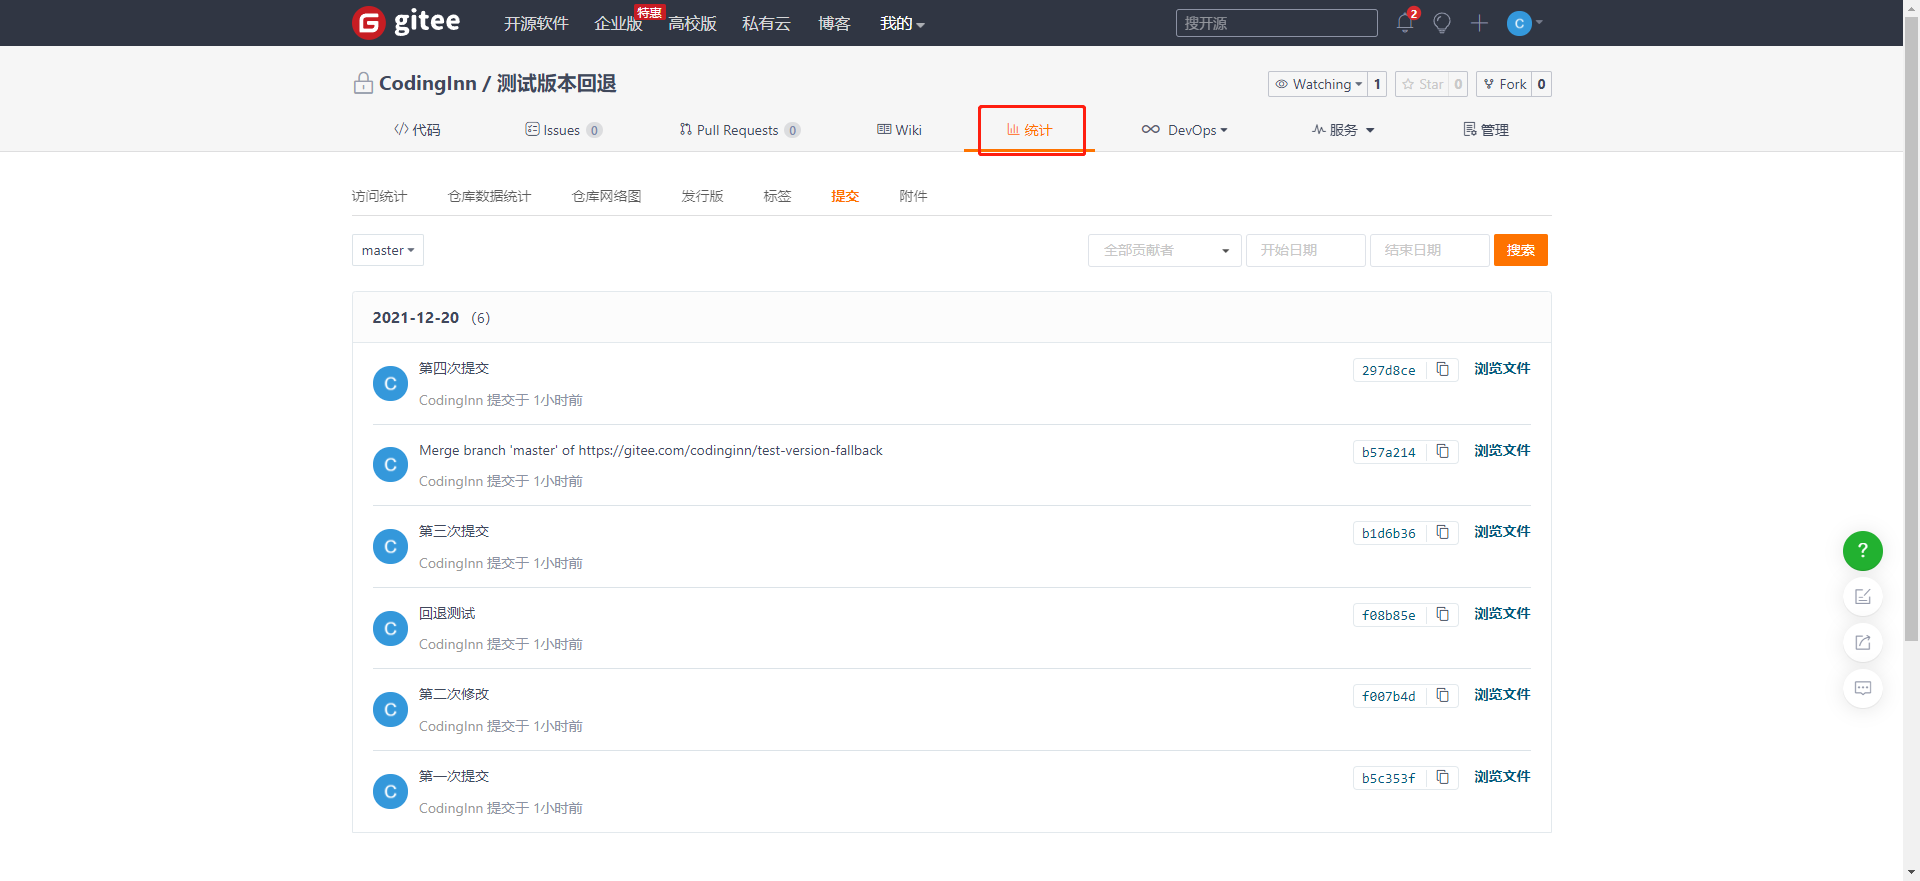 gitee 开源软件 企业版 特惠 高校版 私有云 博客 我的 搜开源 2 C
CodingInn / 测试版本回退 Watching 1 Star 0 Fork 0
代码 Issues 0 Pull Requests 0 Wiki 统计 DevOps 服务 管理
访问统计 仓库数据统计 仓库网络图 发行版 标签 提交 附件
master 全部贡献者 开始日期 结束日期 搜索
2021-12-20 (6)
C 第四次提交 297d8ce 浏览文件
CodingInn 提交于 1小时前
C Merge branch 'master' of https://gitee.com/codinginn/test-version-fallback b57a214 浏览文件
CodingInn 提交于 1小时前
C 第三次提交 b1d6b36 浏览文件
CodingInn 提交于 1小时前
C 回退测试 f08b85e 浏览文件
CodingInn 提交于 1小时前
C 第二次修改 f007b4d 浏览文件
CodingInn 提交于 1小时前
C 第一次提交 b5c353f 浏览文件
CodingInn 提交于 1小时前
?